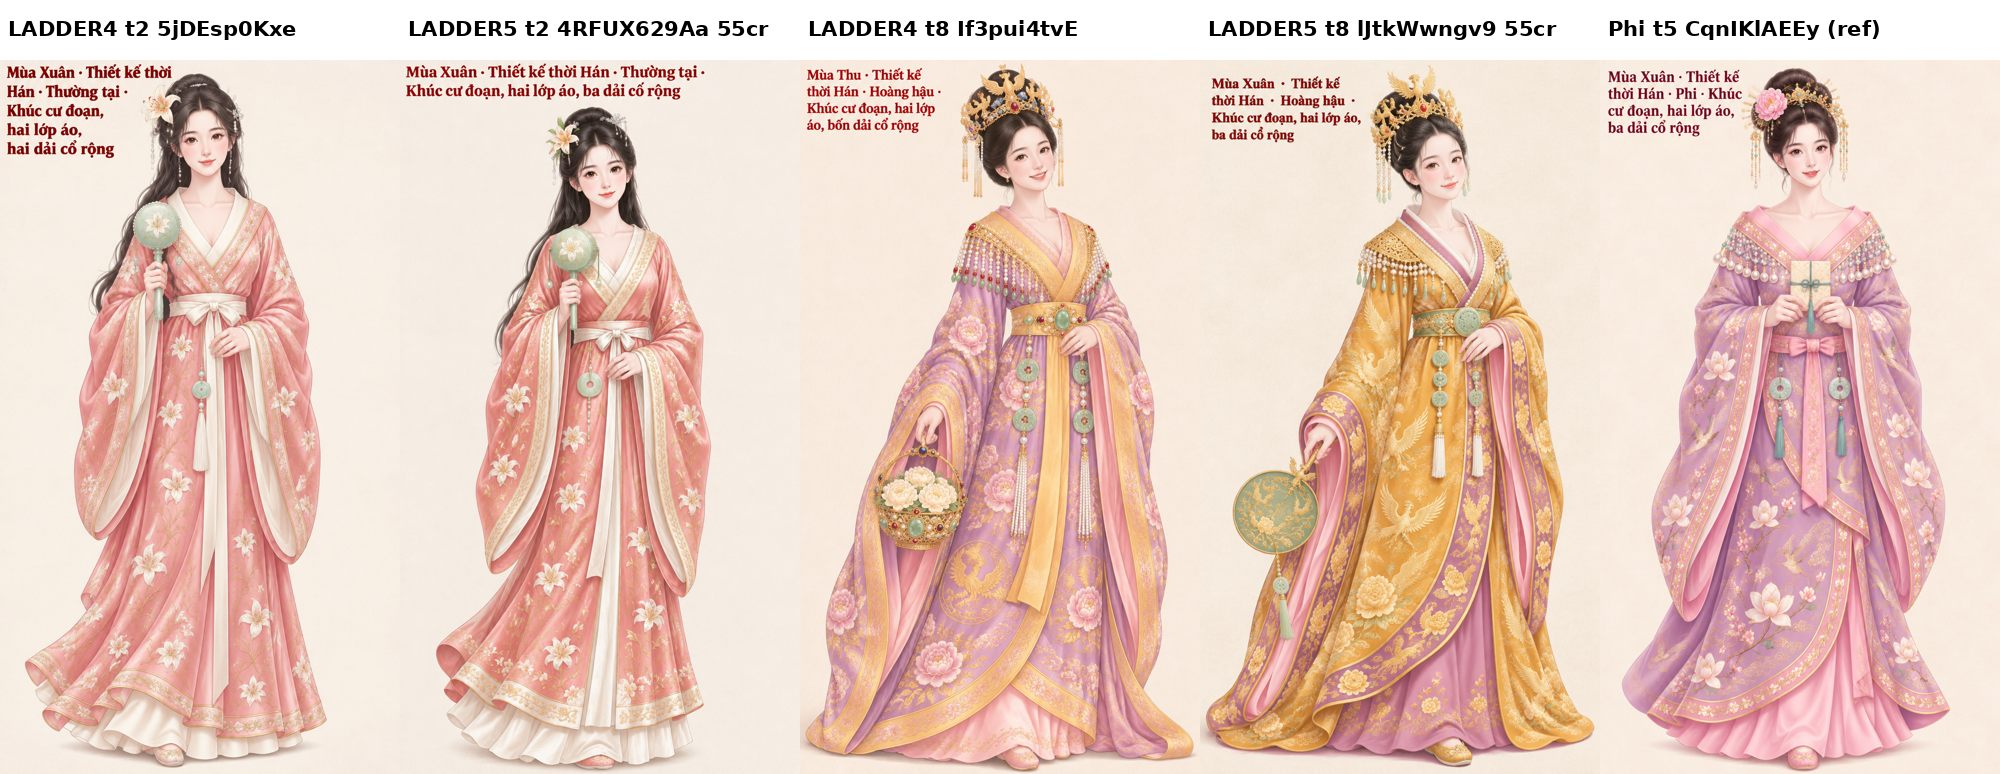 LADDER4 t2 5jDEsp0Kxe
Mùa Xuân · Thiết kế thời
Hán · Thường tại ·
Khúc cư đoạn,
hai lớp áo,
hai dải cổ rộng
LADDER5 t2 4RFUX629Aa 55cr
Mùa Xuân · Thiết kế thời Hán · Thường tại ·
Khúc cư đoạn, hai lớp áo, ba dải cổ rộng
LADDER4 t8 If3pui4tvE
Mùa Thu · Thiết kế
thời Hán · Hoàng hậu ·
Khúc cư đoạn, hai lớp
áo, bốn dải cổ rộng
LADDER5 t8 lJtkWwngv9 55cr
Mùa Xuân · Thiết kế
thời Hán · Hoàng hậu ·
Khúc cư đoạn, hai lớp áo,
ba dải cổ rộng
Phi t5 CqnIKlAEEy (ref)
Mùa Xuân · Thiết kế
thời Hán · Phi · Khúc
cư đoạn, hai lớp áo,
ba dải cổ rộng